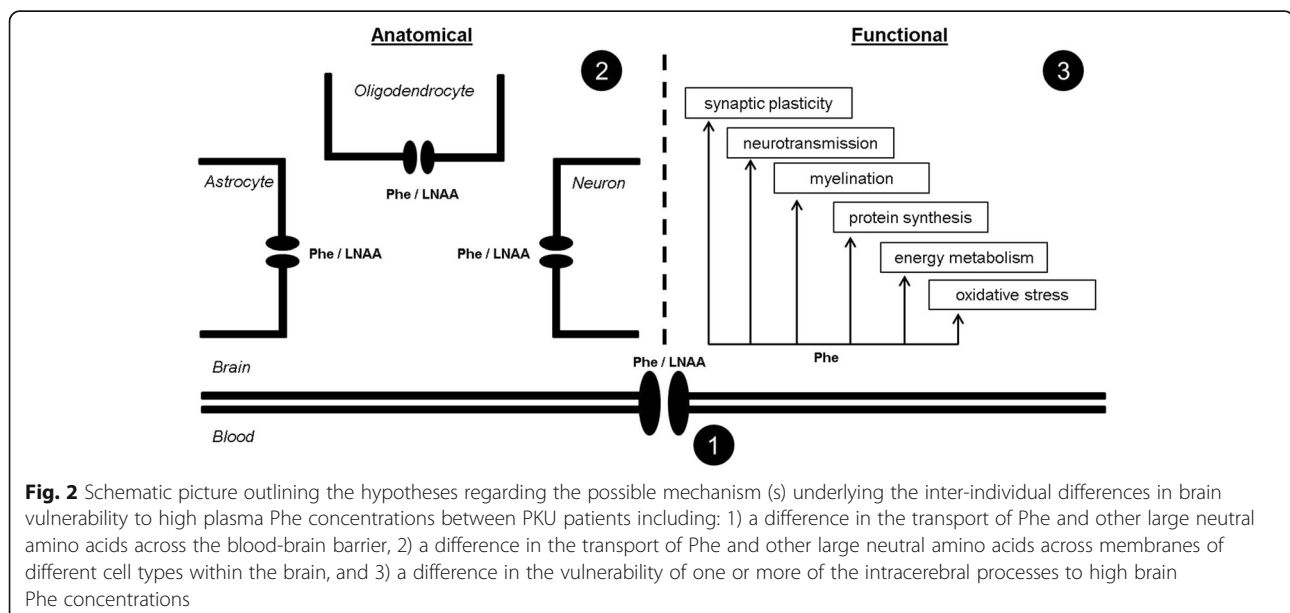 Anatomical
Functional
2
3
Oligodendrocyte
synaptic plasticity
neurotransmission
Astrocyte
Phe / LNAA
Neuron
myelination
protein synthesis
Phe / LNAA
Phe / LNAA
energy metabolism
oxidative stress
Phe / LNAA
Phe
Brain
Blood
1
Fig. 2 Schematic picture outlining the hypotheses regarding the possible mechanism (s) underlying the inter-individual differences in brain
vulnerability to high plasma Phe concentrations between PKU patients including: 1) a difference in the transport of Phe and other large neutral
amino acids across the blood-brain barrier, 2) a difference in the transport of Phe and other large neutral amino acids across membranes of
different cell types within the brain, and 3) a difference in the vulnerability of one or more of the intracerebral processes to high brain
Phe concentrations